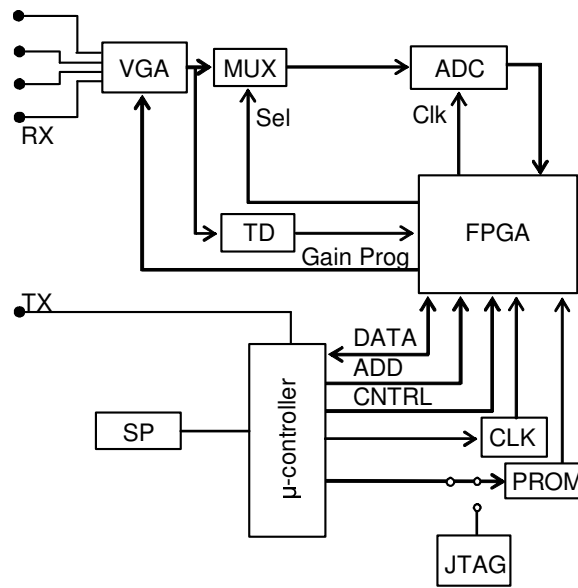 VGA
MUX
ADC
RX
Sel
Clk
TD
FPGA
Gain Prog
TX
DATA
ADD
CNTRL
SP
µ-controller
CLK
PROM
JTAG